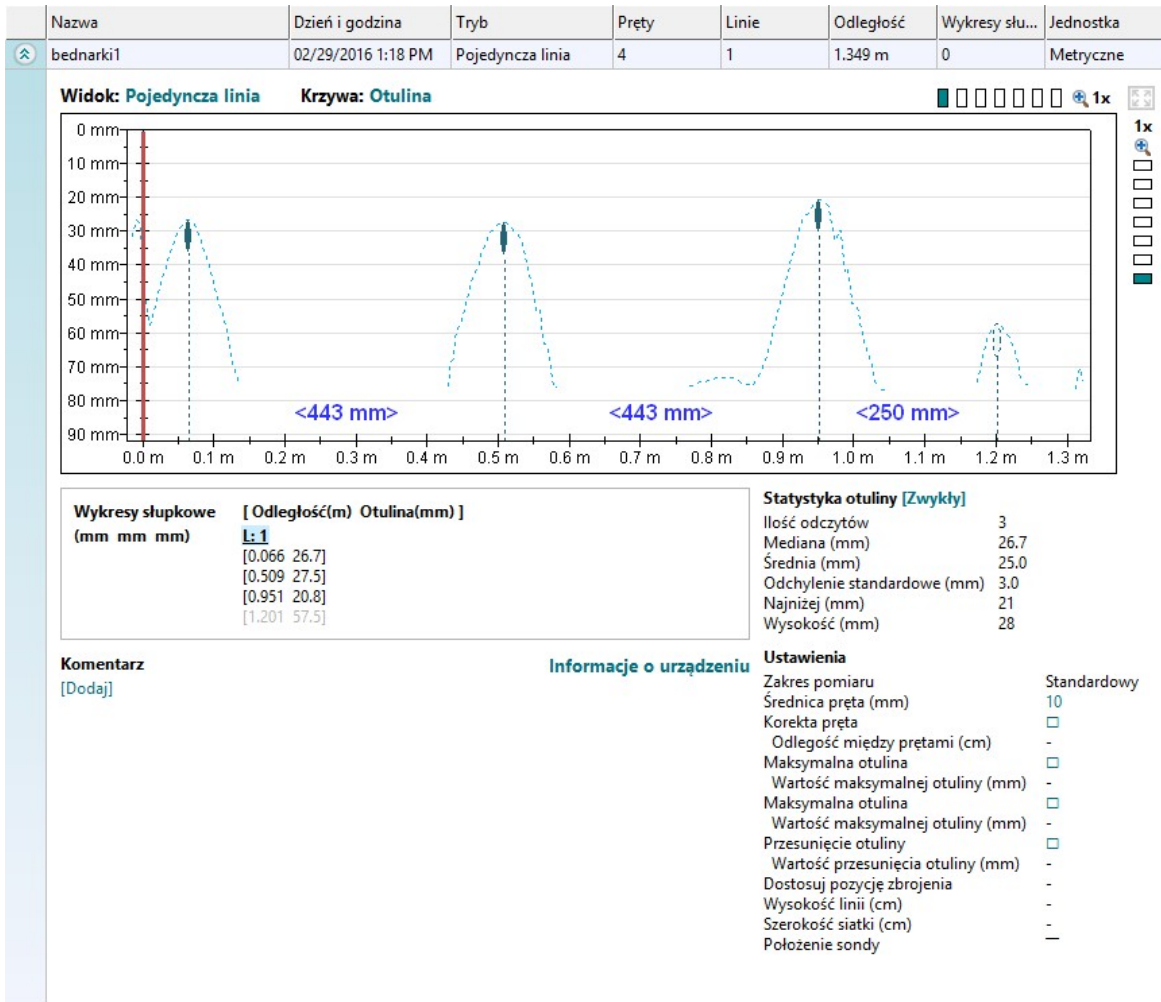 Nazwa Dzień i godzina Tryb Pręty Linie Odległość Wykresy słu... Jednostka
bednarki1 02/29/2016 1:18 PM Pojedyncza linia 4 1 1.349 m 0 Metryczne
Widok: Pojedyncza linia Krzywa: Otulina 1x
1x
0 mm
10 mm
20 mm
30 mm
40 mm
50 mm
60 mm
70 mm
80 mm
90 mm
<443 mm> <443 mm> <250 mm>
0.0 m 0.1 m 0.2 m 0.3 m 0.4 m 0.5 m 0.6 m 0.7 m 0.8 m 0.9 m 1.0 m 1.1 m 1.2 m 1.3 m
Wykresy słupkowe [ Odległość(m) Otulina(mm) ]
(mm mm mm) L: 1
[0.066 26.7]
[0.509 27.5]
[0.951 20.8]
[1.201 57.5]
Komentarz Informacje o urządzeniu
[Dodaj]
Statystyka otuliny [Zwykły]
Ilość odczytów 3
Mediana (mm) 26.7
Średnia (mm) 25.0
Odchylenie standardowe (mm) 3.0
Najniżej (mm) 21
Wysokość (mm) 28
Ustawienia
Zakres pomiaru Standardowy
Średnica pręta (mm) 10
Korekta pręta
Odlegość między prętami (cm) -
Maksymalna otulina
Wartość maksymalnej otuliny (mm) -
Maksymalna otulina
Wartość maksymalnej otuliny (mm) -
Przesunięcie otuliny
Wartość przesunięcia otuliny (mm) -
Dostosuj pozycję zbrojenia -
Wysokość linii (cm) -
Szerokość siatki (cm) -
Położenie sondy —